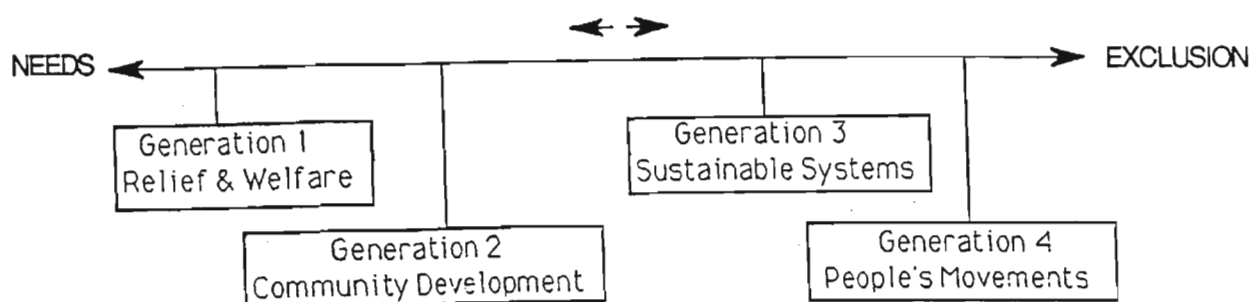 NEEDS
EXCLUSION
Generation 1
Relief & Welfare
Generation 2
Community Development
Generation 3
Sustainable Systems
Generation 4
People's Movements